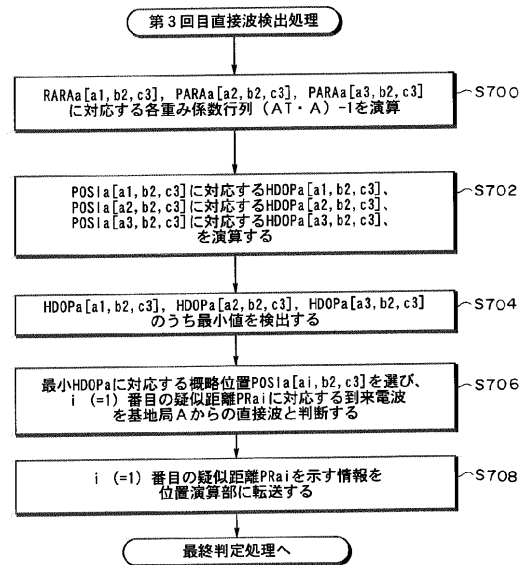 第3回目直接波検出処理
RARAa[a1,b2,c3], PARAa[a2,b2,c3], PARAa[a3,b2,c3]
に対応する各重み係数行列 (AT・A) -1を演算
S700
POSIa[a1,b2,c3]に対応するHDOPa[a1,b2,c3]、
POSIa[a2,b2,c3]に対応するHDOPa[a2,b2,c3]、
POSIa[a3,b2,c3]に対応するHDOPa[a3,b2,c3]、
を演算する
S702
HDOPa[a1,b2,c3], HDOPa[a2,b2,c3], HDOPa[a3,b2,c3]
のうち最小値を検出する
S704
最小HDOPaに対応する概略位置POSIa[ai,b2,c3]を選び、
i (=1) 番目の疑似距離PRaiに対応する到来電波
を基地局Aからの直接波と判断する
S706
i (=1) 番目の疑似距離PRaiを示す情報を
位置演算部に転送する
S708
最終判定処理へ